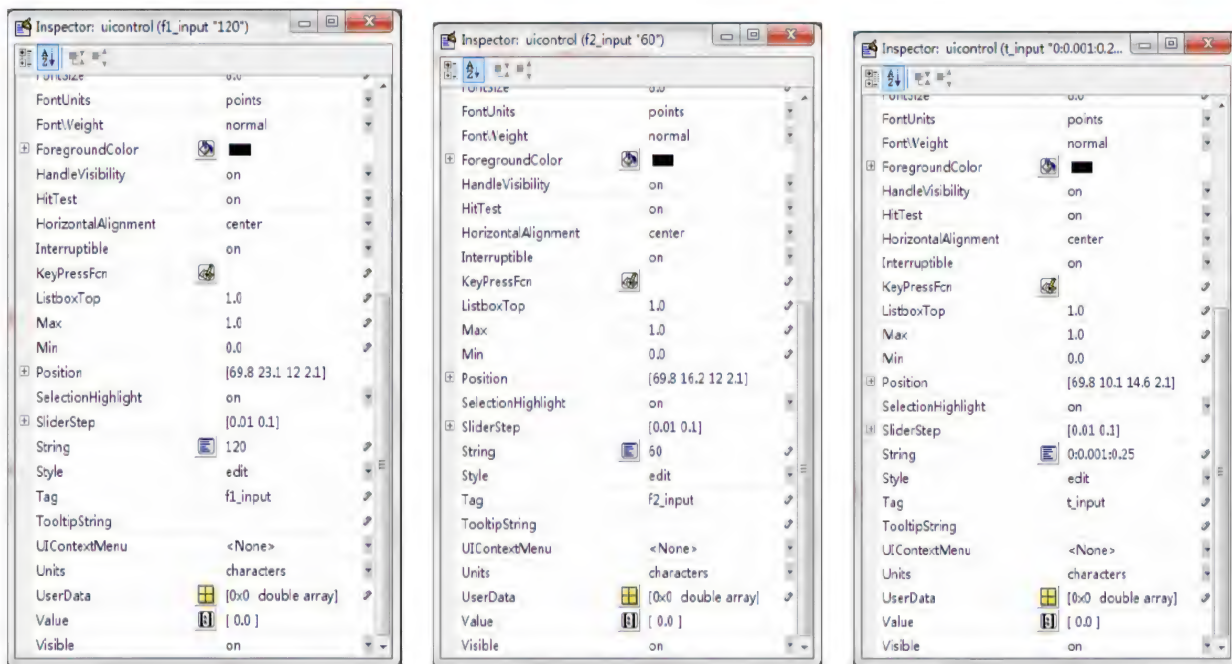 Inspector: uicontrol (f1_input "120")
FontSize 8.0
FontUnits points
FontWeight normal
ForegroundColor
HandleVisibility on
HitTest on
HorizontalAlignment center
Interruptible on
KeyPressFcn
ListboxTop 1.0
Max 1.0
Min 0.0
Position [69.8 23.1 12 2.1]
SelectionHighlight on
SliderStep [0.01 0.1]
String 120
Style edit
Tag f1_input
TooltipString
UIContextMenu <None>
Units characters
UserData [0x0 double array]
Value [ 0.0 ]
Visible on
Inspector: uicontrol (f2_input "60")
FontSize 8.0
FontUnits points
FontWeight normal
ForegroundColor
HandleVisibility on
HitTest on
HorizontalAlignment center
Interruptible on
KeyPressFcn
ListboxTop 1.0
Max 1.0
Min 0.0
Position [69.8 16.2 12 2.1]
SelectionHighlight on
SliderStep [0.01 0.1]
String 60
Style edit
Tag f2_input
TooltipString
UIContextMenu <None>
Units characters
UserData [0x0 double array]
Value [ 0.0 ]
Visible on
Inspector: uicontrol (t_input "0:0.001:0.2...
FontSize 8.0
FontUnits points
FontWeight normal
ForegroundColor
HandleVisibility on
HitTest on
HorizontalAlignment center
Interruptible on
KeyPressFcn
ListboxTop 1.0
Max 1.0
Min 0.0
Position [69.8 10.1 14.6 2.1]
SelectionHighlight on
SliderStep [0.01 0.1]
String 0:0.001:0.25
Style edit
Tag t_input
TooltipString
UIContextMenu <None>
Units characters
UserData [0x0 double array]
Value [ 0.0 ]
Visible on